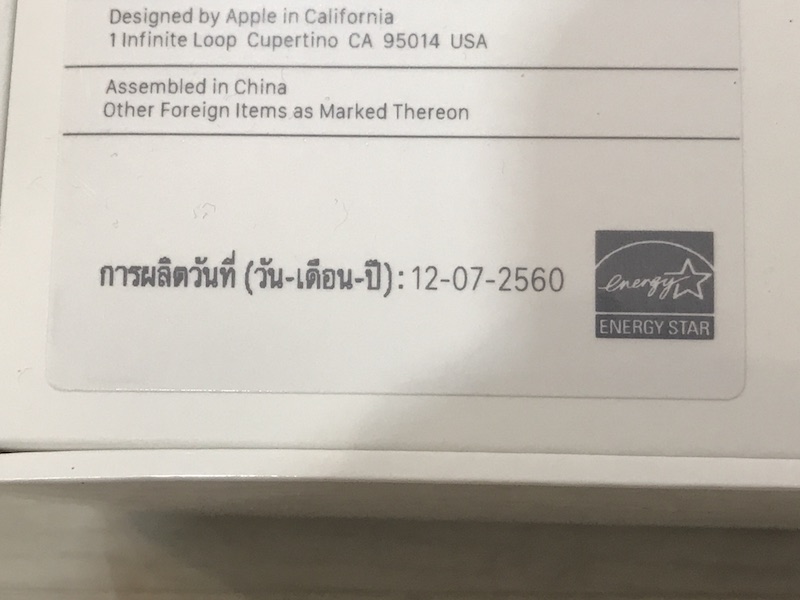 Designed by Apple in California
1 Infinite Loop Cupertino CA 95014 USA
Assembled in China
Other Foreign Items as Marked Thereon
การผลิตวันที่ (วัน-เดือน-ปี) : 12-07-2560
energy
ENERGY STAR